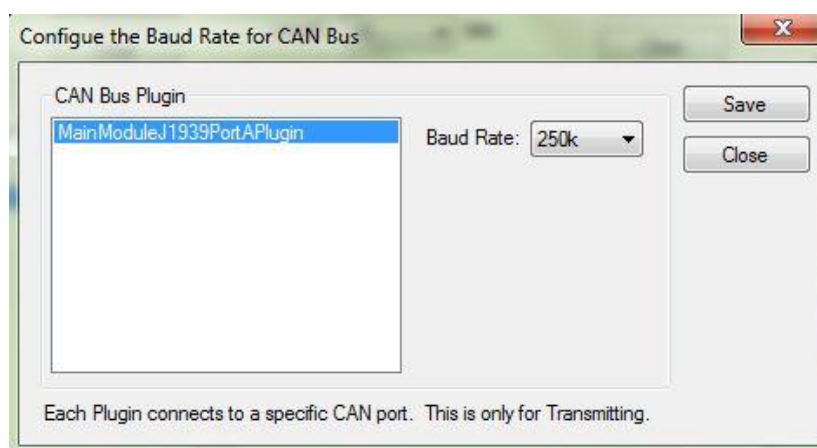 Configue the Baud Rate for CAN Bus
CAN Bus Plugin
MainModuleJ1939PortAPlugin
Baud Rate: 250k
Save
Close
Each Plugin connects to a specific CAN port. This is only for Transmitting.